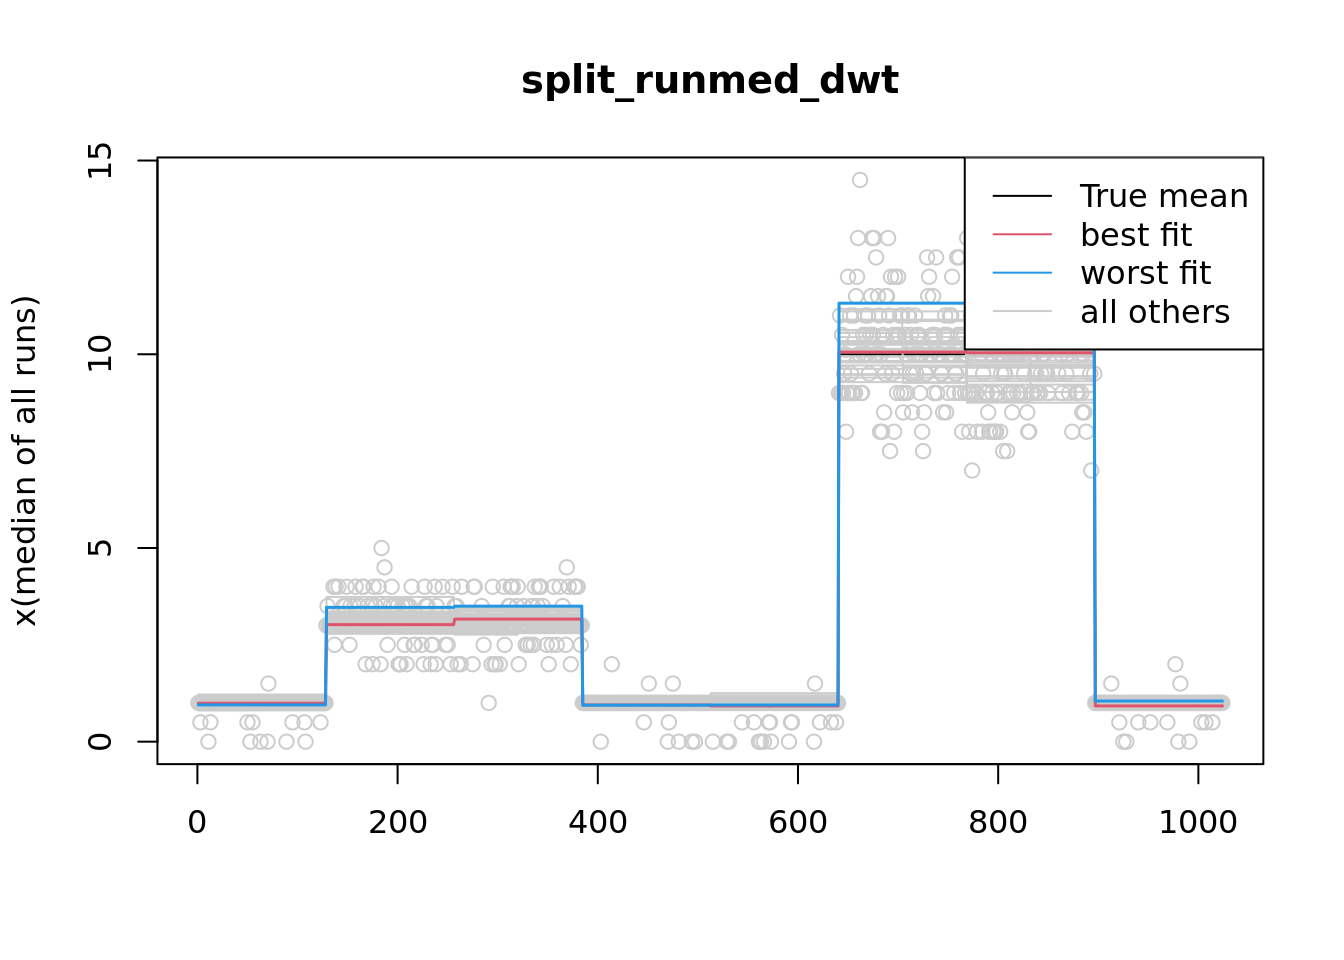 split_runmed_dwt
x(median of all runs)
15
10
5
0
True mean
best fit
worst fit
all others
0 200 400 600 800 1000